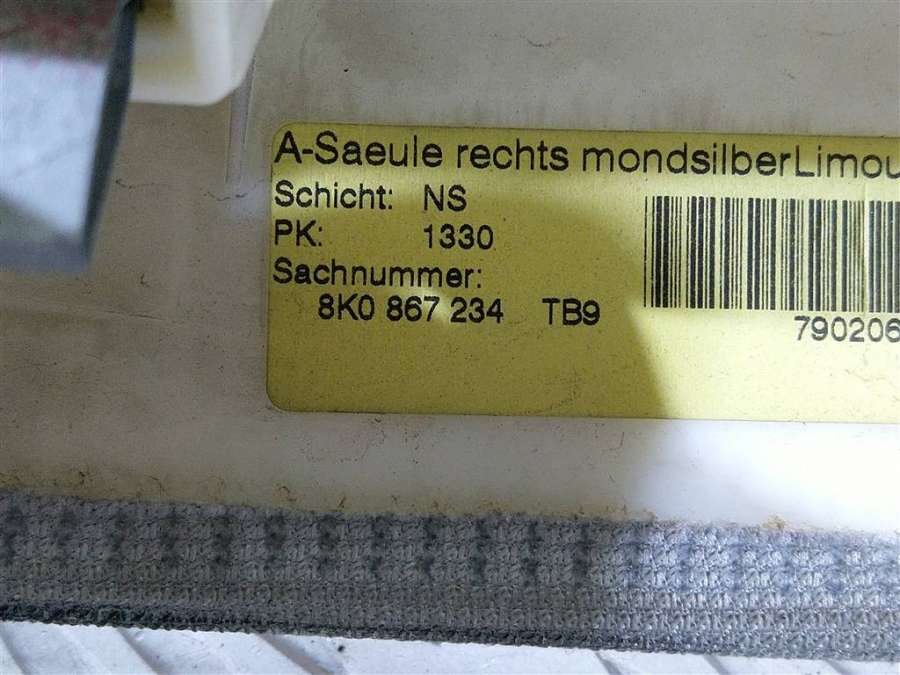 A-Saeule rechts mondsilberLimou
Schicht: NS
PK: 1330
Sachnummer:
8K0 867 234 TB9
790206